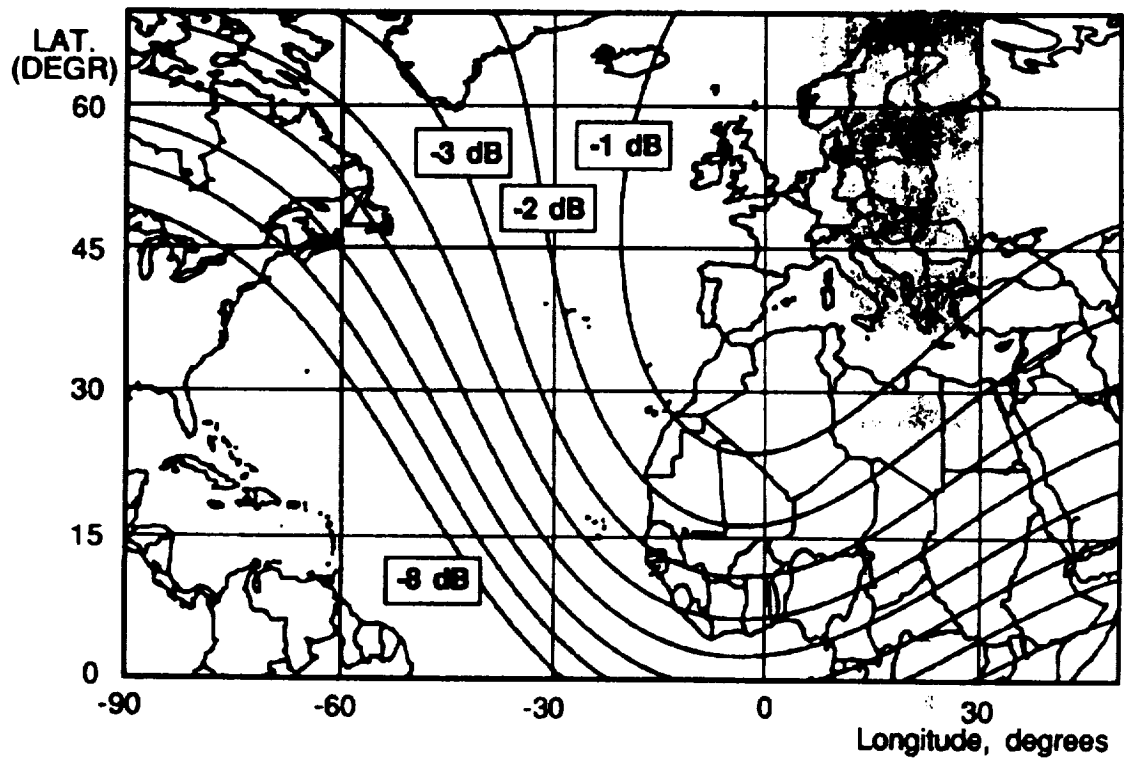 LAT.
(DEGR)
60
45
30
15
0
-3 dB
-1 dB
-2 dB
-8 dB
-90
-60
-30
0
30
Longitude, degrees